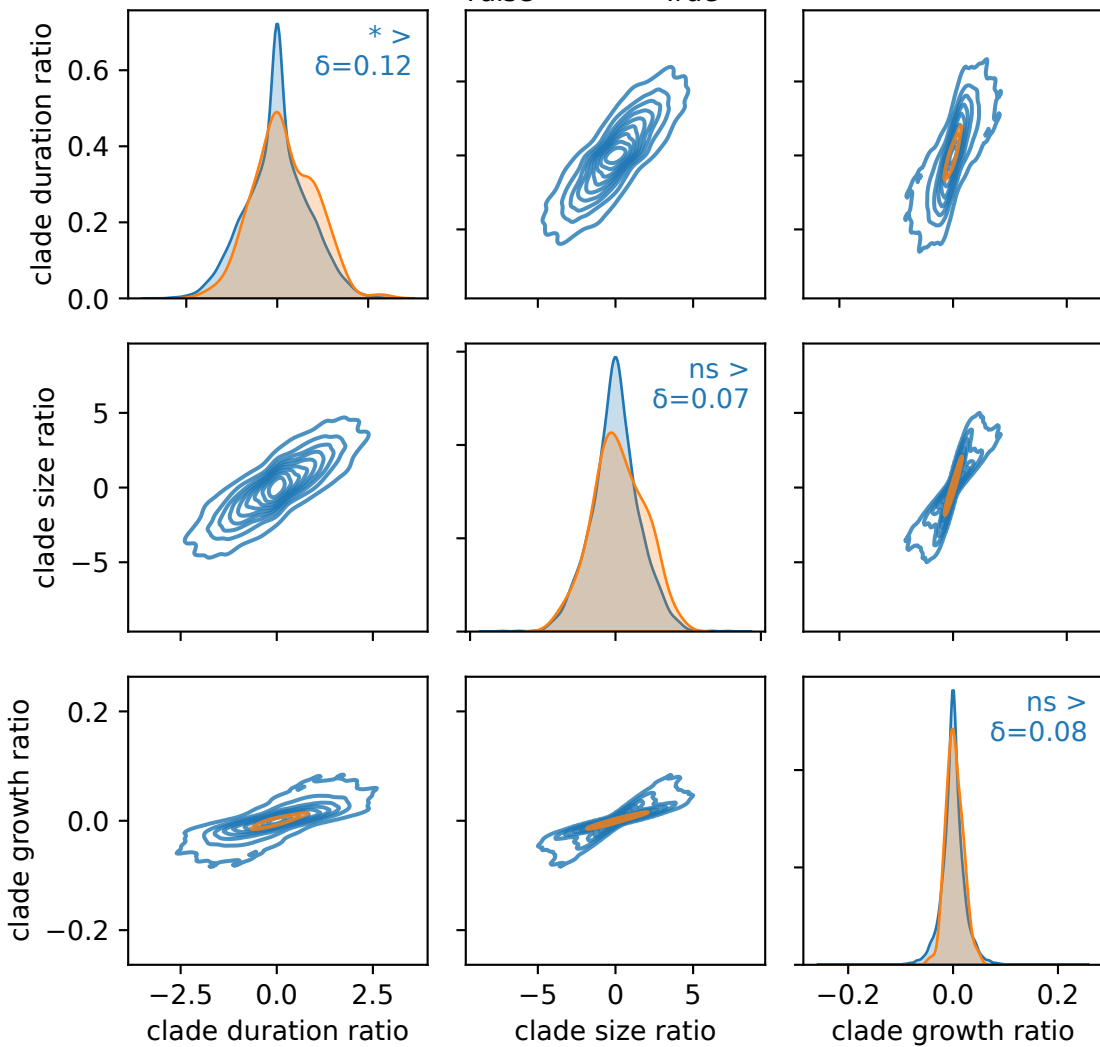 * >
δ=0.12
clade duration ratio
0.6
0.4
0.2
0.0
ns >
δ=0.07
clade size ratio
5
0
−5
ns >
δ=0.08
clade growth ratio
0.2
0.0
−0.2
−2.5 0.0 2.5
−5 0 5
−0.2 0.0 0.2
clade duration ratio
clade size ratio
clade growth ratio